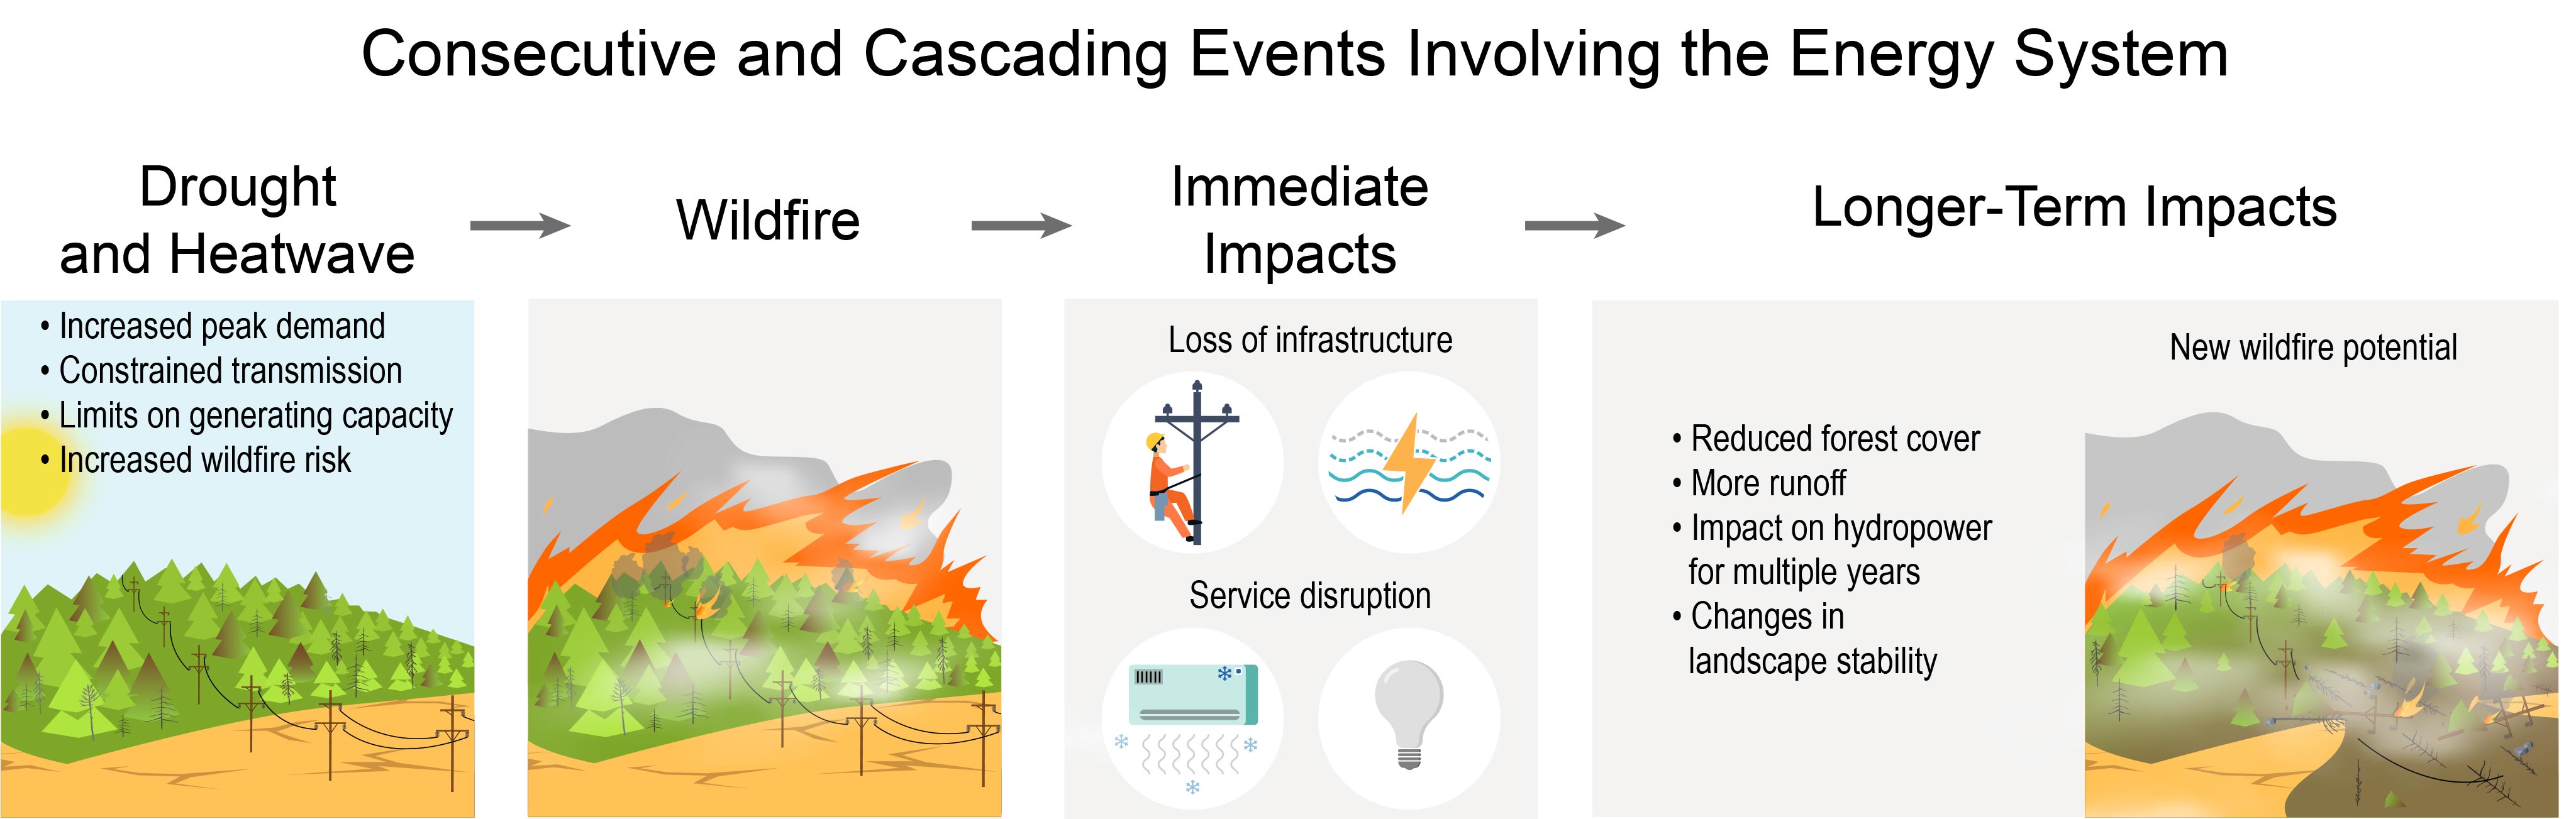 Consecutive and Cascading Events Involving the Energy System
Drought
and Heatwave
• Increased peak demand
• Constrained transmission
• Limits on generating capacity
• Increased wildfire risk
Wildfire
Immediate
Impacts
Loss of infrastructure
Service disruption
Longer-Term Impacts
• Reduced forest cover
• More runoff
• Impact on hydropower
for multiple years
• Changes in
landscape stability
New wildfire potential